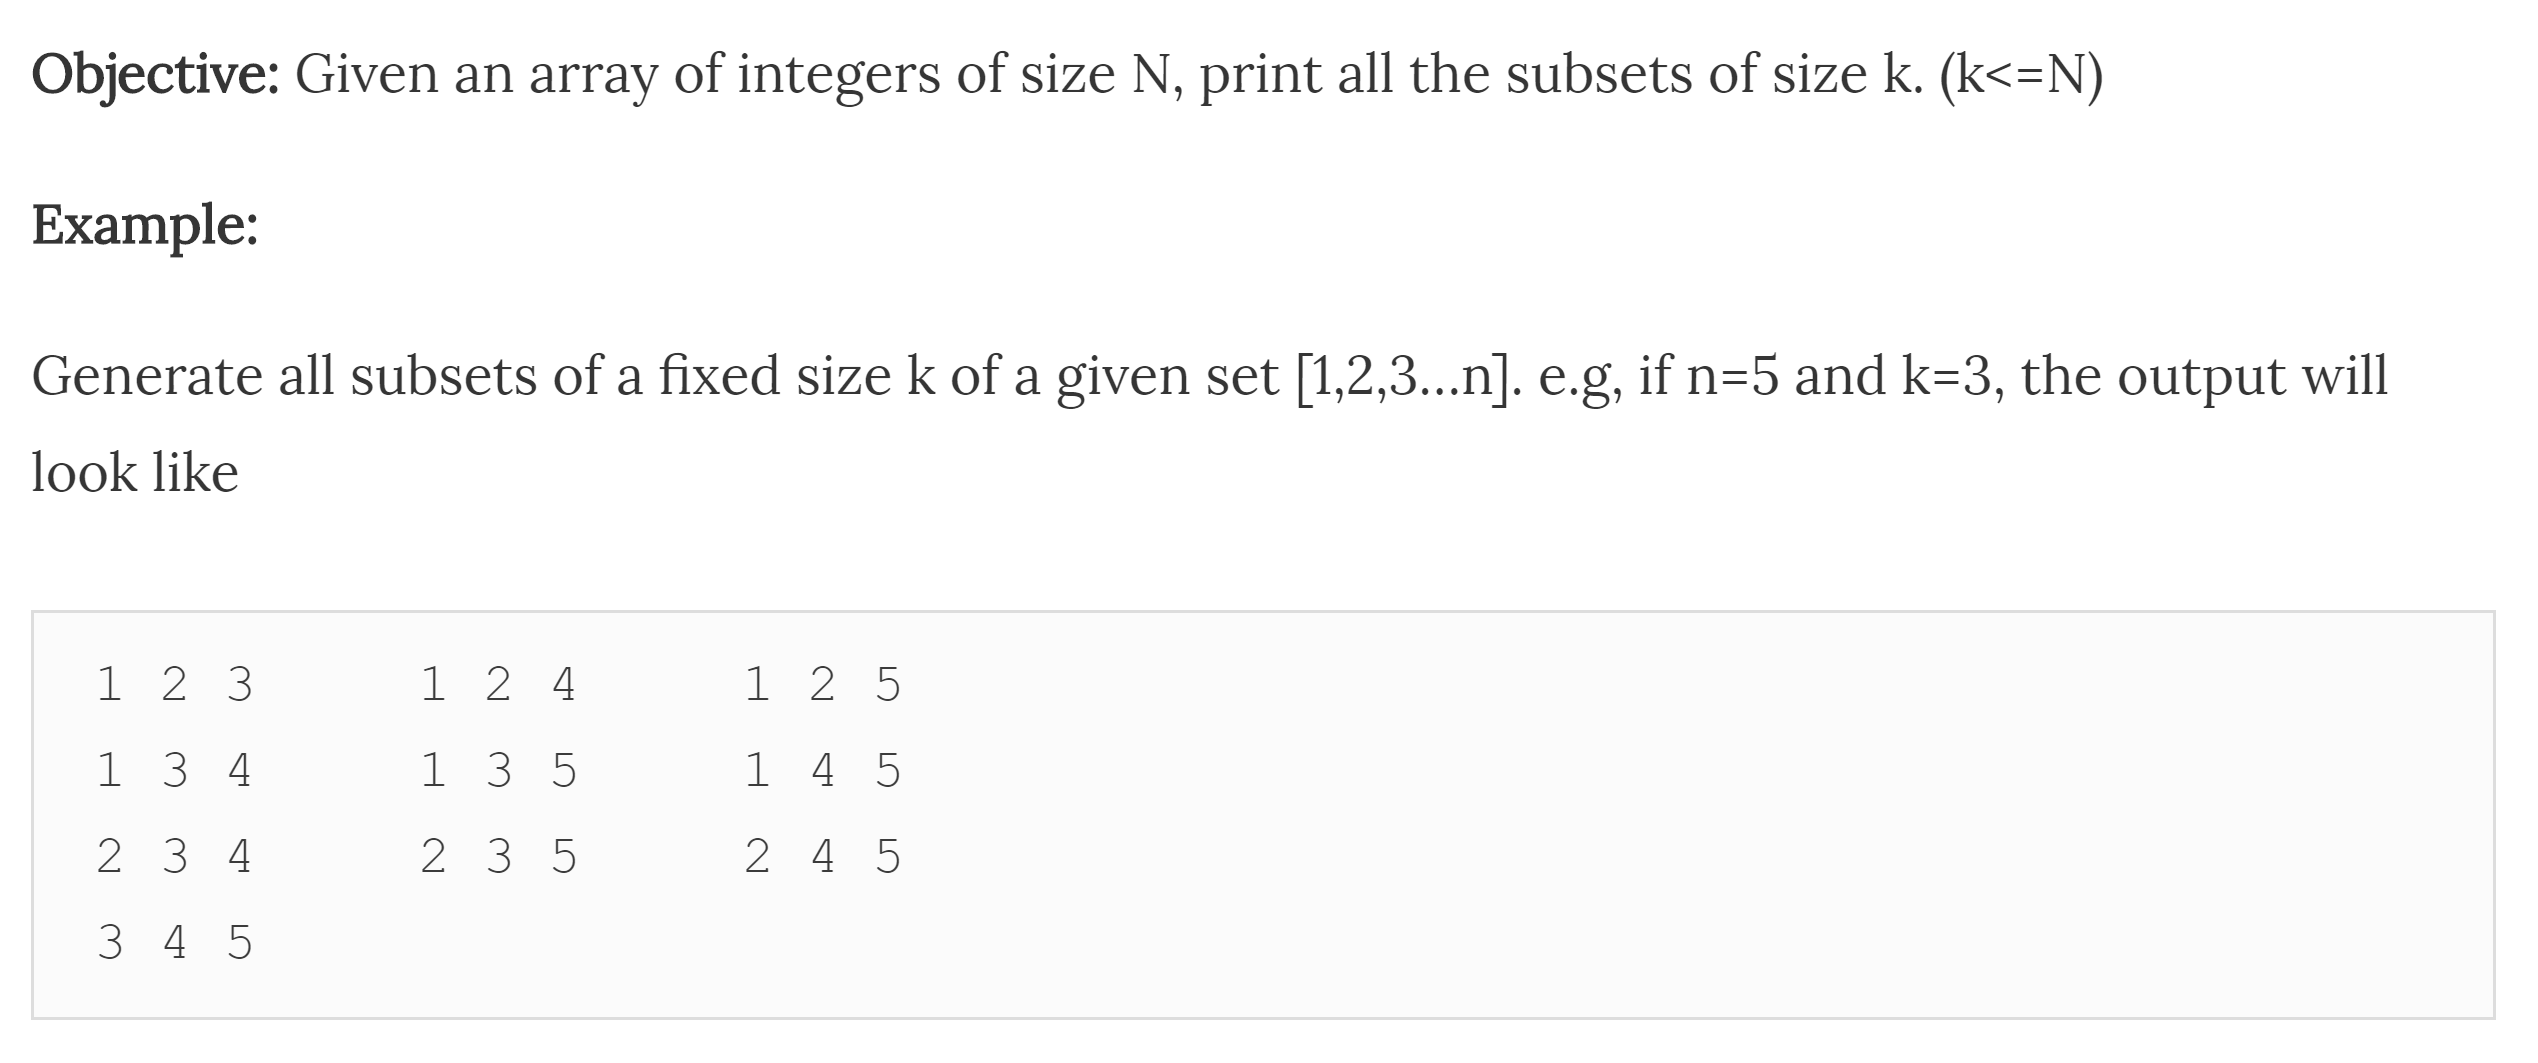 Objective: Given an array of integers of size N, print all the subsets of size k. (k<=N)
Example:
Generate all subsets of a fixed size k of a given set [1,2,3…n]. e.g, if n=5 and k=3, the output will
look like
1 2 3     1 2 4     1 2 5
1 3 4     1 3 5     1 4 5
2 3 4     2 3 5     2 4 5
3 4 5